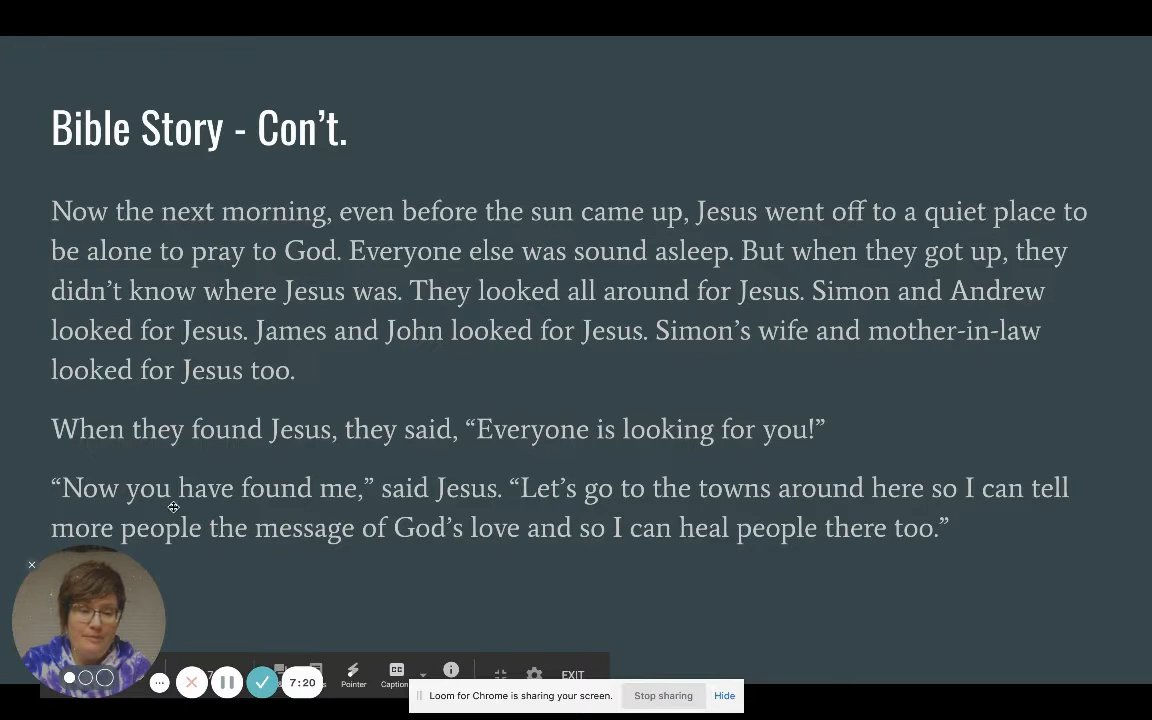 Bible Story - Con’t.
Now the next morning, even before the sun came up, Jesus went off to a quiet place to
be alone to pray to God. Everyone else was sound asleep. But when they got up, they
didn’t know where Jesus was. They looked all around for Jesus. Simon and Andrew
looked for Jesus. James and John looked for Jesus. Simon’s wife and mother-in-law
looked for Jesus too.
When they found Jesus, they said, “Everyone is looking for you!”
“Now you have found me,” said Jesus. “Let’s go to the towns around here so I can tell
more people the message of God’s love and so I can heal people there too.”
7:20
Pointer
CC
Caption
EXIT
Loom for Chrome is sharing your screen.
Stop sharing
Hide